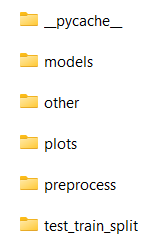 __pycache__
models
other
plots
preprocess
test_train_split